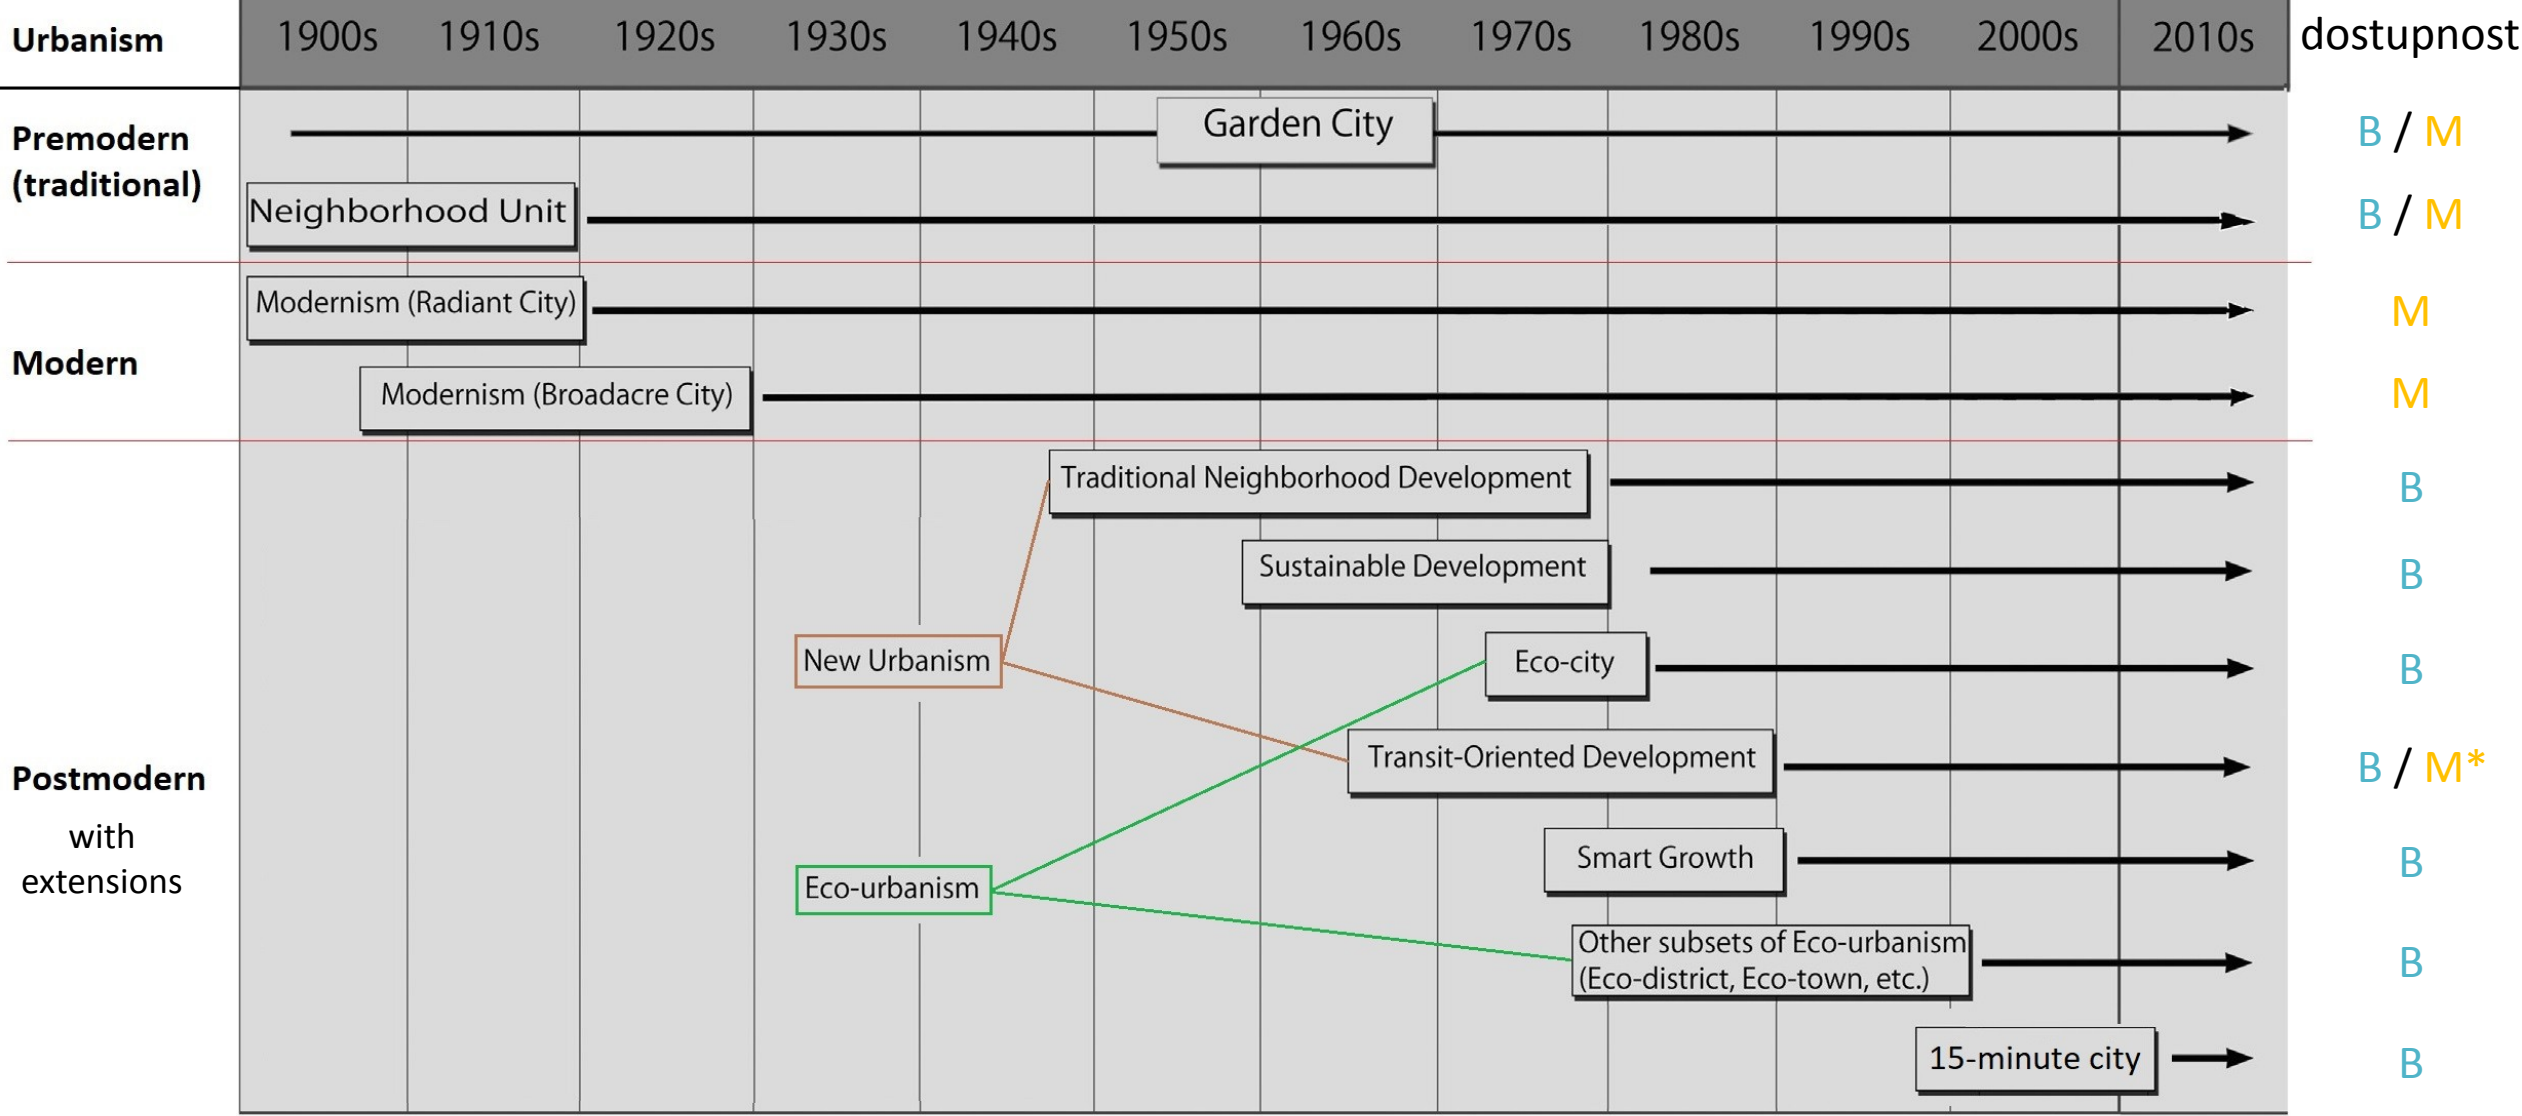 Urbanism
1900s 1910s 1920s 1930s 1940s 1950s 1960s 1970s 1980s 1990s 2000s 2010s
dostupnost
Premodern
(traditional)
Garden City
B / M
Neighborhood Unit
B / M
Modern
Modernism (Radiant City)
M
Modernism (Broadacre City)
M
Postmodern
with
extensions
Traditional Neighborhood Development
B
Sustainable Development
B
New Urbanism
Eco-city
B
Transit-Oriented Development
B / M*
Smart Growth
B
Eco-urbanism
Other subsets of Eco-urbanism
(Eco-district, Eco-town, etc.)
B
15-minute city
B